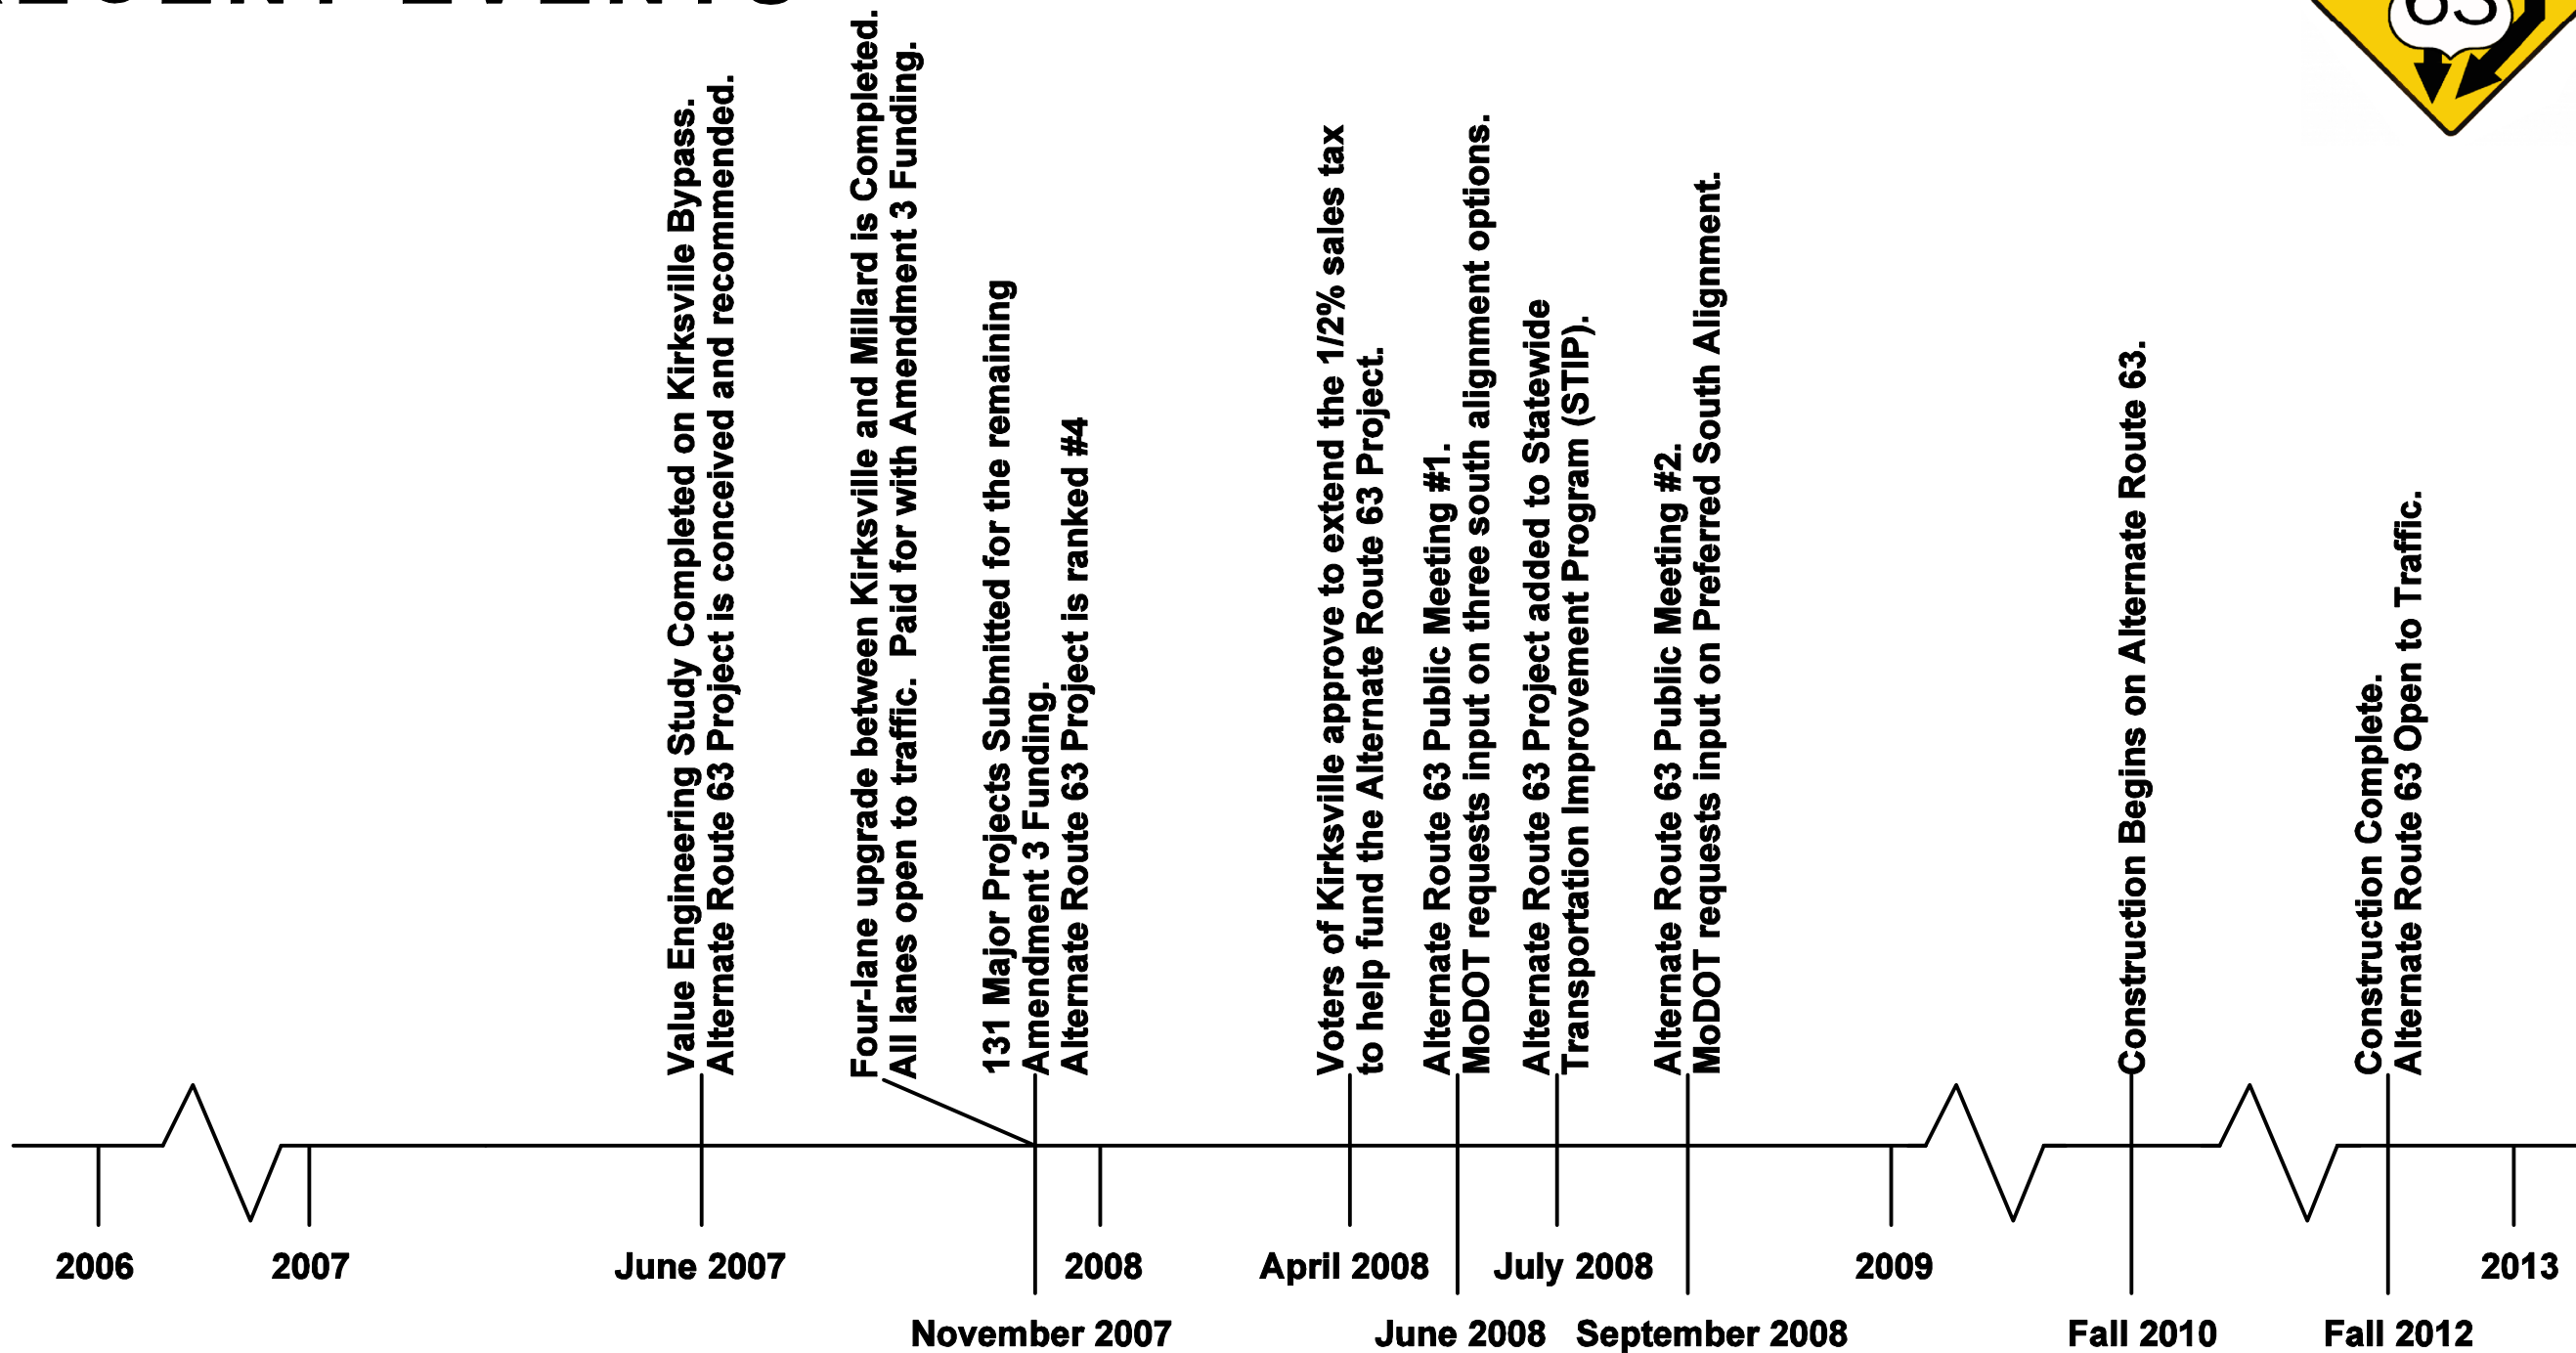 RECENT EVENTS
63
Value Engineering Study Completed on Kirksville Bypass.
Alternate Route 63 Project is conceived and recommended.
Four-lane upgrade between Kirksville and Millard is Completed.
All lanes open to traffic.  Paid for with Amendment 3 Funding.
131 Major Projects Submitted for the remaining
Amendment 3 Funding.
Alternate Route 63 Project is ranked #4
Voters of Kirksville approve to extend the 1/2% sales tax
to help fund the Alternate Route 63 Project.
Alternate Route 63 Public Meeting #1.
MoDOT requests input on three south alignment options.
Alternate Route 63 Project added to Statewide
Transportation Improvement Program (STIP).
Alternate Route 63 Public Meeting #2.
MoDOT requests input on Preferred South Alignment.
Construction Begins on Alternate Route 63.
Construction Complete.
Alternate Route 63 Open to Traffic.
2006
2007
June 2007
2008
April 2008
July 2008
2009
2013
November 2007
June 2008
September 2008
Fall 2010
Fall 2012